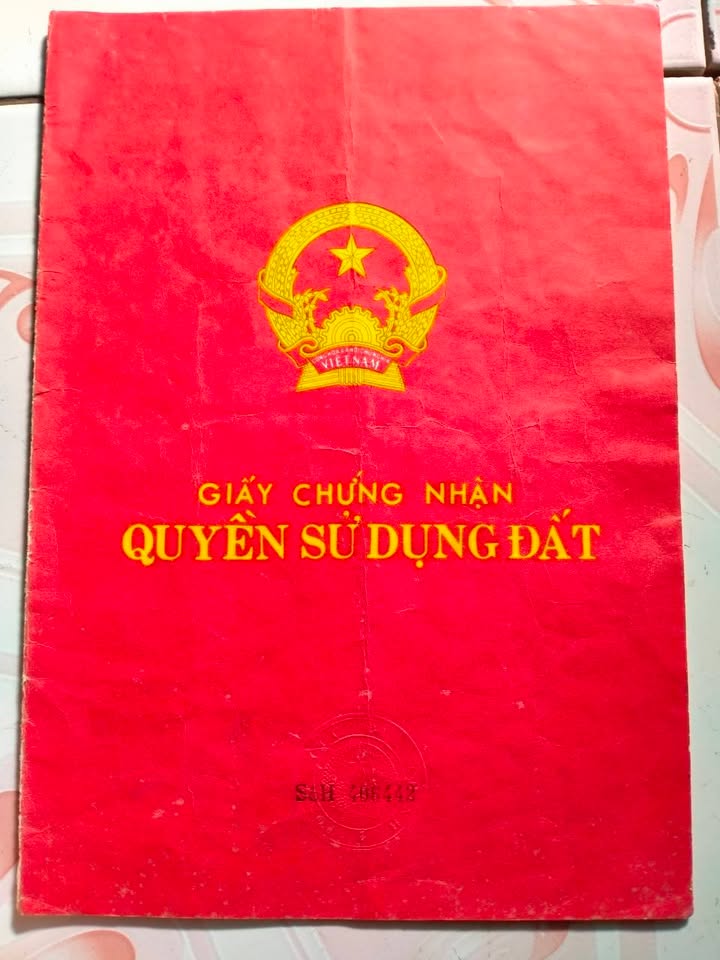 VIETNAM
GIẤY CHỨNG NHẬN
QUYỀN SỬ DỤNG ĐẤT